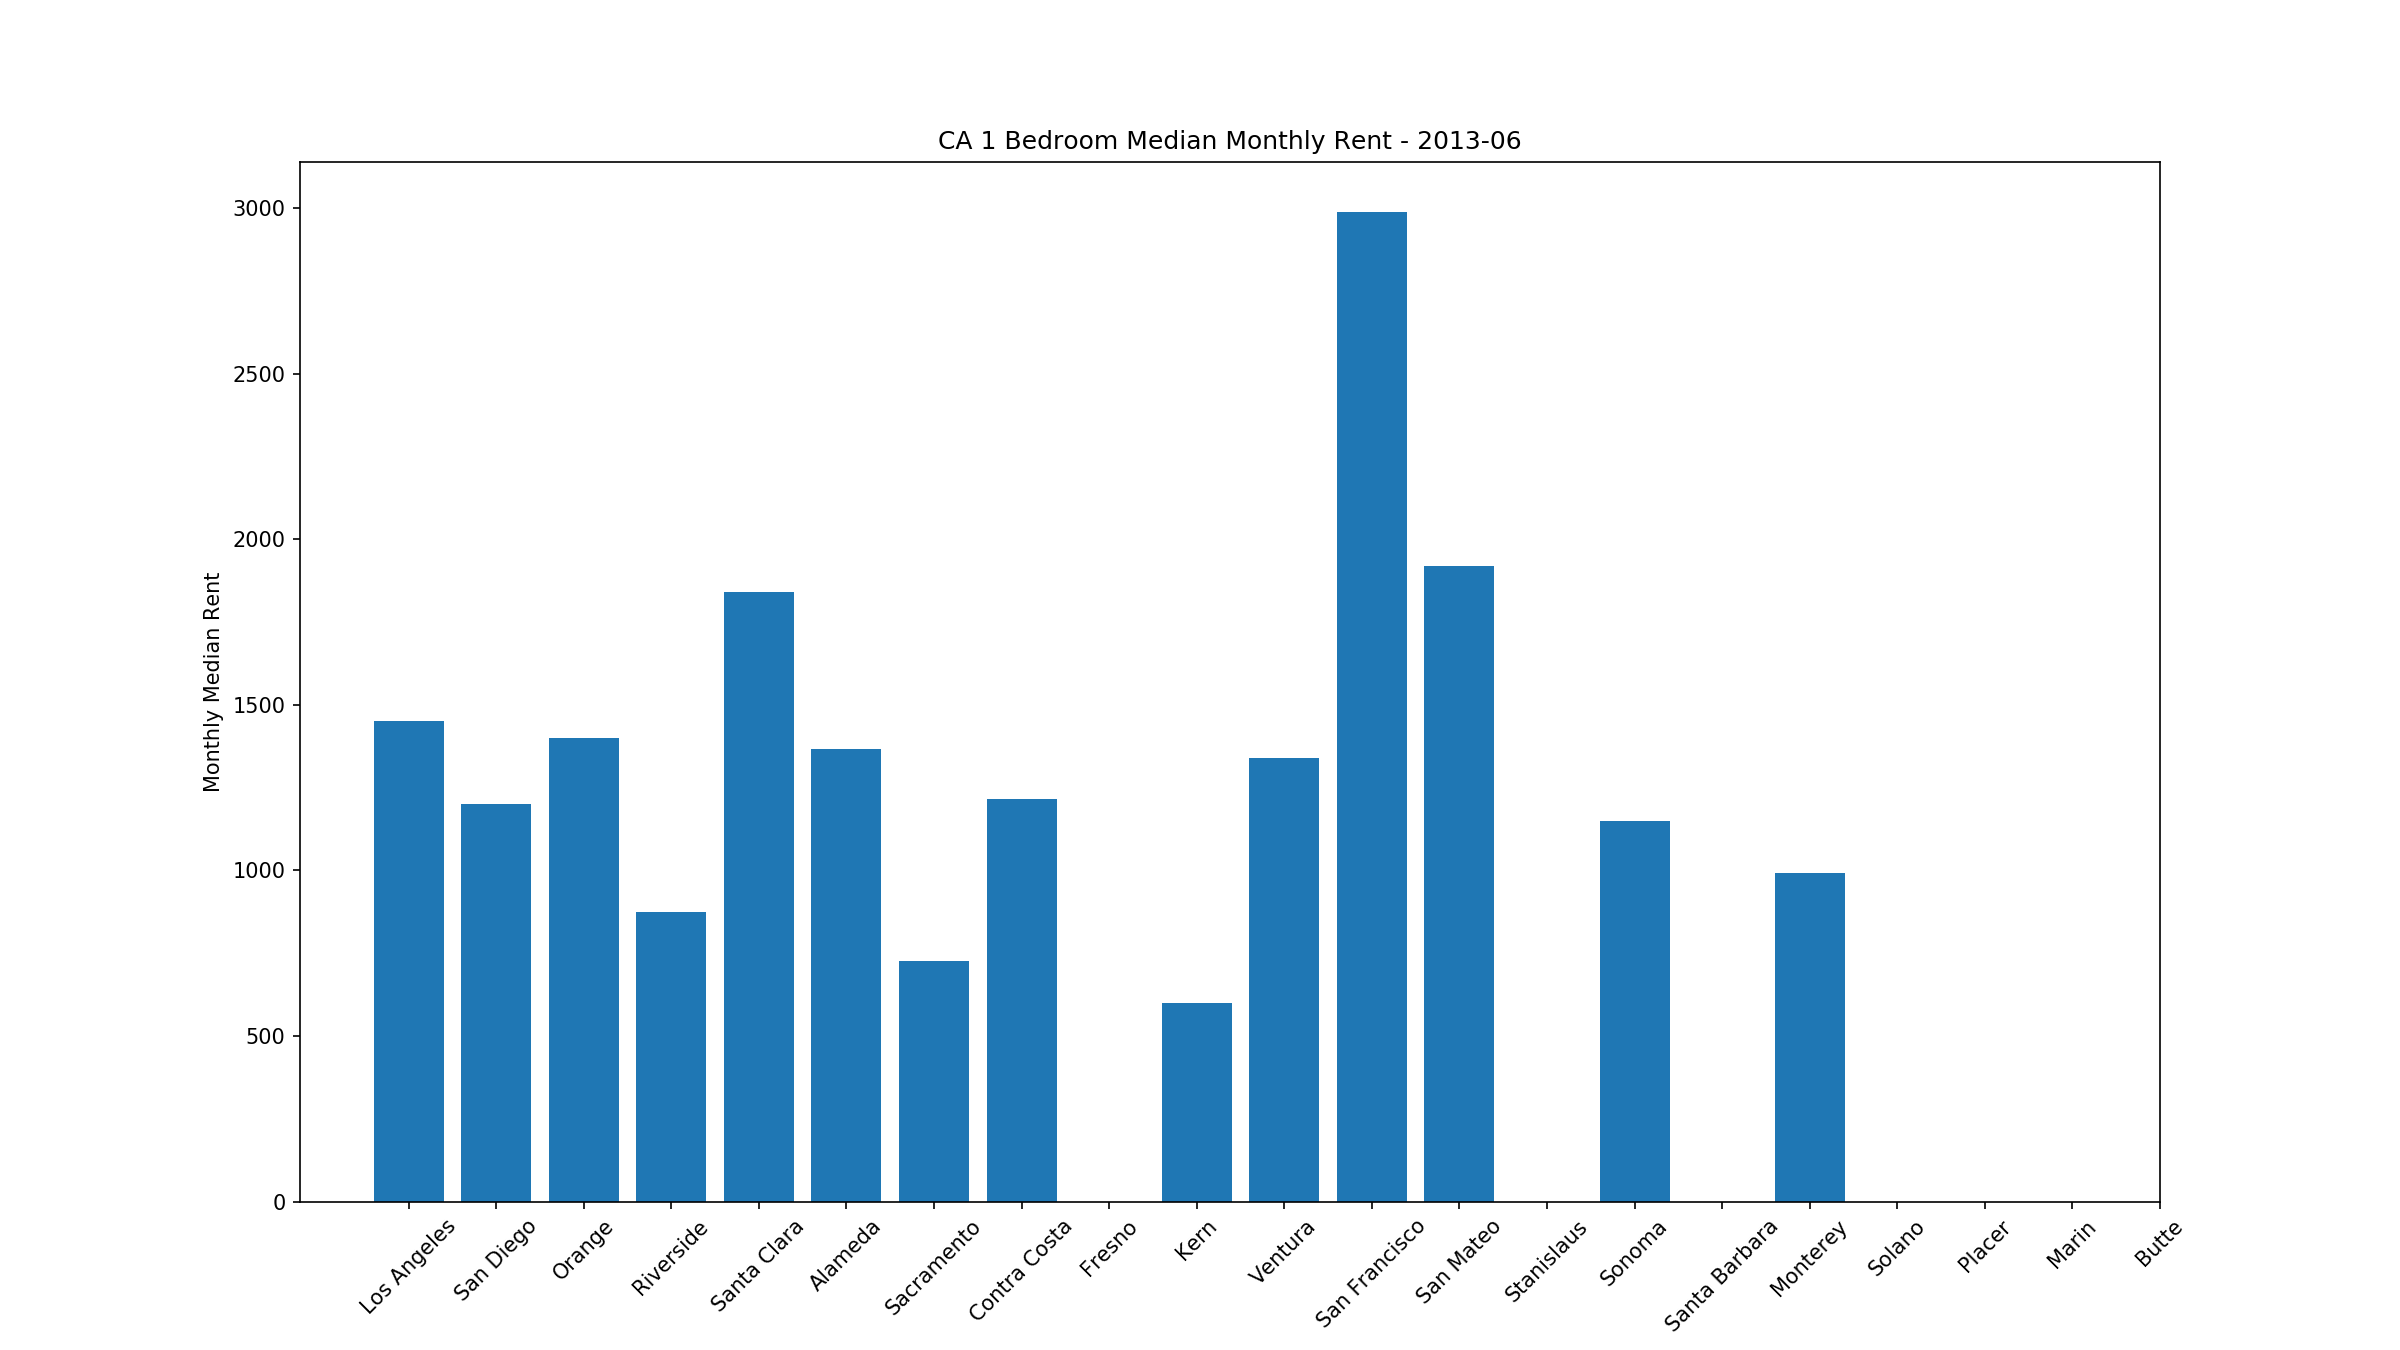 CA 1 Bedroom Median Monthly Rent - 2013-06
Monthly Median Rent
3000
2500
2000
1500
1000
500
0
Los Angeles
San Diego
Orange
Riverside
Santa Clara
Alameda
Sacramento
Contra Costa
Fresno
Kern
Ventura
San Francisco
San Mateo
Stanislaus
Sonoma
Santa Barbara
Monterey
Solano
Placer
Marin
Butte